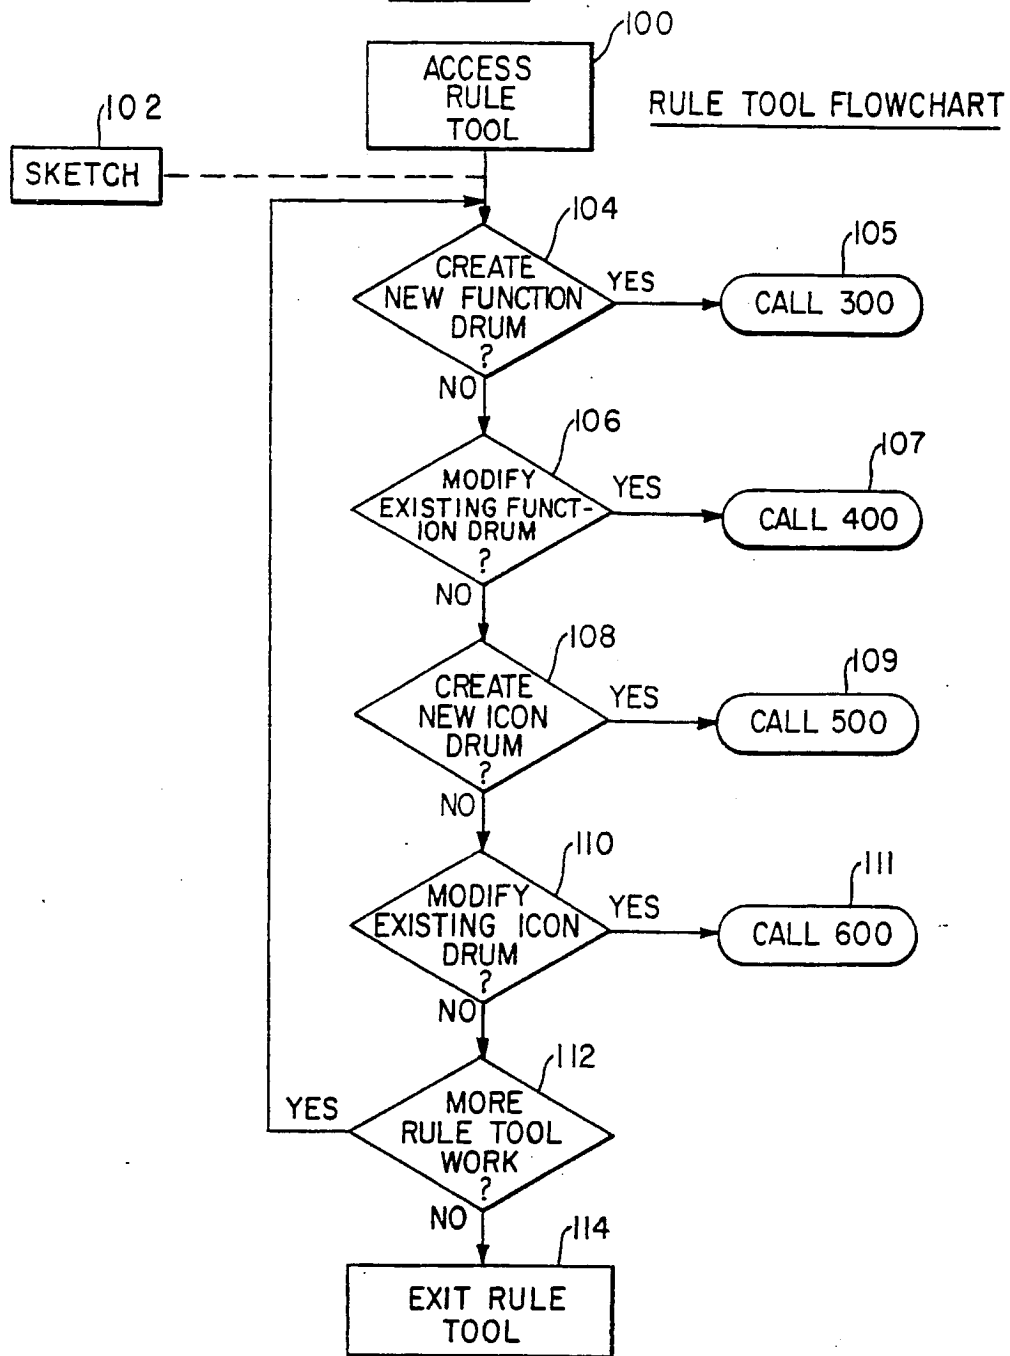 100
ACCESS
RULE
TOOL
RULE TOOL FLOWCHART
102
SKETCH
104
CREATE
NEW FUNCTION
DRUM
?
YES
105
CALL 300
NO
106
MODIFY
EXISTING FUNCT-
ION DRUM
?
YES
107
CALL 400
NO
108
CREATE
NEW ICON
DRUM
?
YES
109
CALL 500
NO
110
MODIFY
EXISTING ICON
DRUM
?
YES
111
CALL 600
NO
112
MORE
RULE TOOL
WORK
?
YES
NO
114
EXIT RULE
TOOL